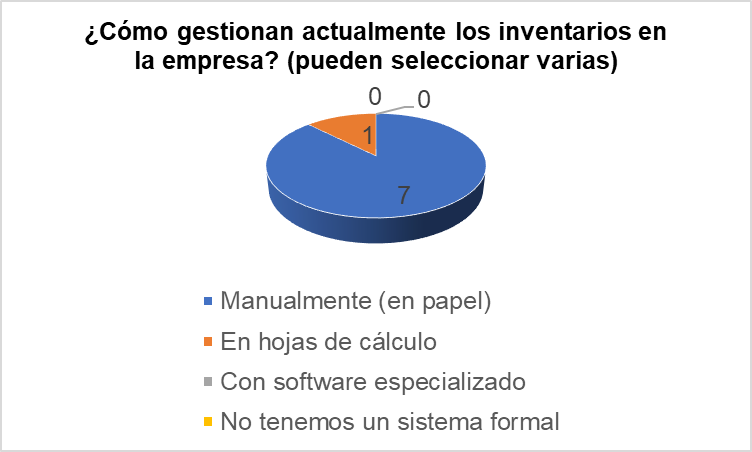 ¿Cómo gestionan actualmente los inventarios en
la empresa? (pueden seleccionar varias)
0
0
1
7
Manualmente (en papel)
En hojas de cálculo
Con software especializado
No tenemos un sistema formal